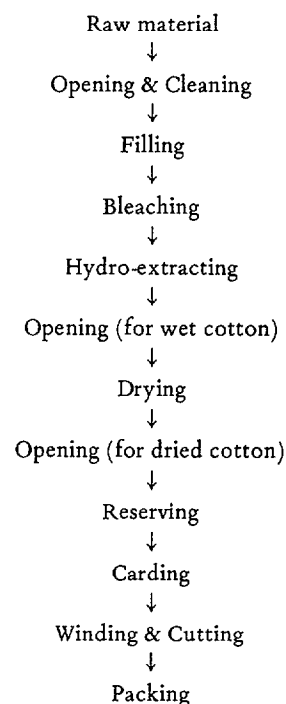 Raw material
↓
Opening & Cleaning
↓
Filling
↓
Bleaching
↓
Hydro-extracting
↓
Opening (for wet cotton)
↓
Drying
↓
Opening (for dried cotton)
↓
Reserving
↓
Carding
↓
Winding & Cutting
↓
Packing